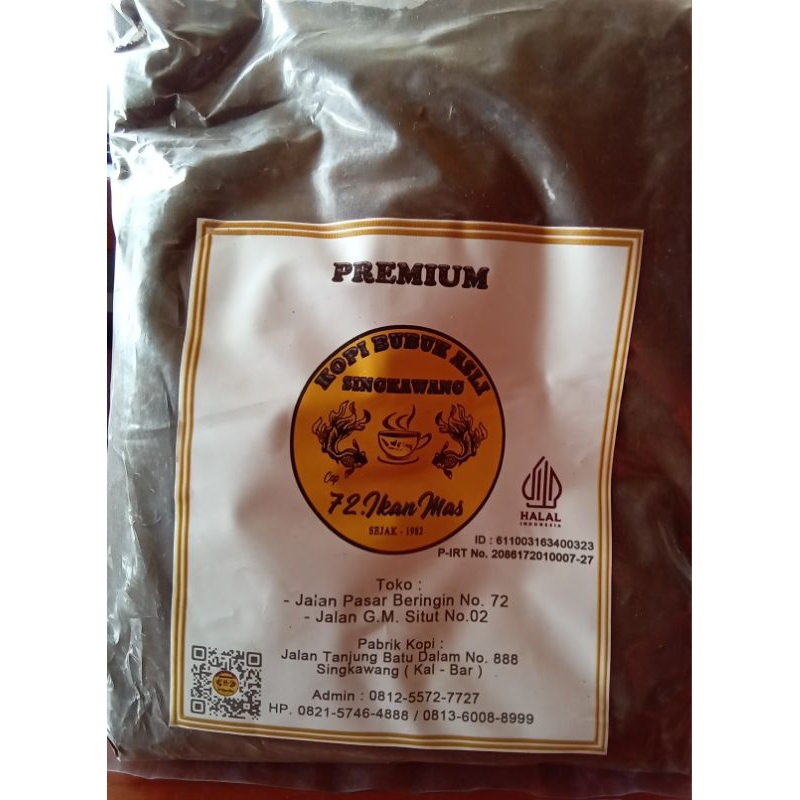 PREMIUM
KOPI BUBUK ASLI
SINGKAWANG
Cap
72.Ikan Mas
SEJAK - 1982
HALAL
INDONESIA
ID : 611003163400323
P-IRT No. 2086172010007-27
Toko :
- Jalan Pasar Beringin No. 72
- Jalan G.M. Situt No.02
Pabrik Kopi :
Jalan Tanjung Batu Dalam No. 888
Singkawang ( Kal - Bar )
Admin : 0812-5572-7727
HP. 0821-5746-4888 / 0813-6008-8999